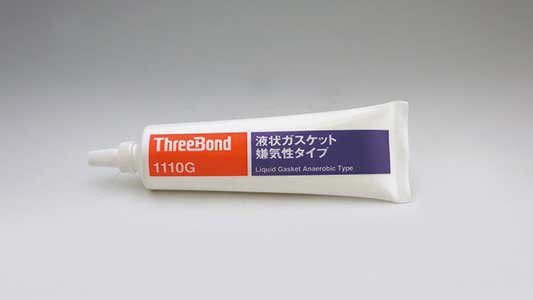 ThreeBond
1110G
液状ガスケット
嫌気性タイプ
Liquid Gasket Anaerobic Type